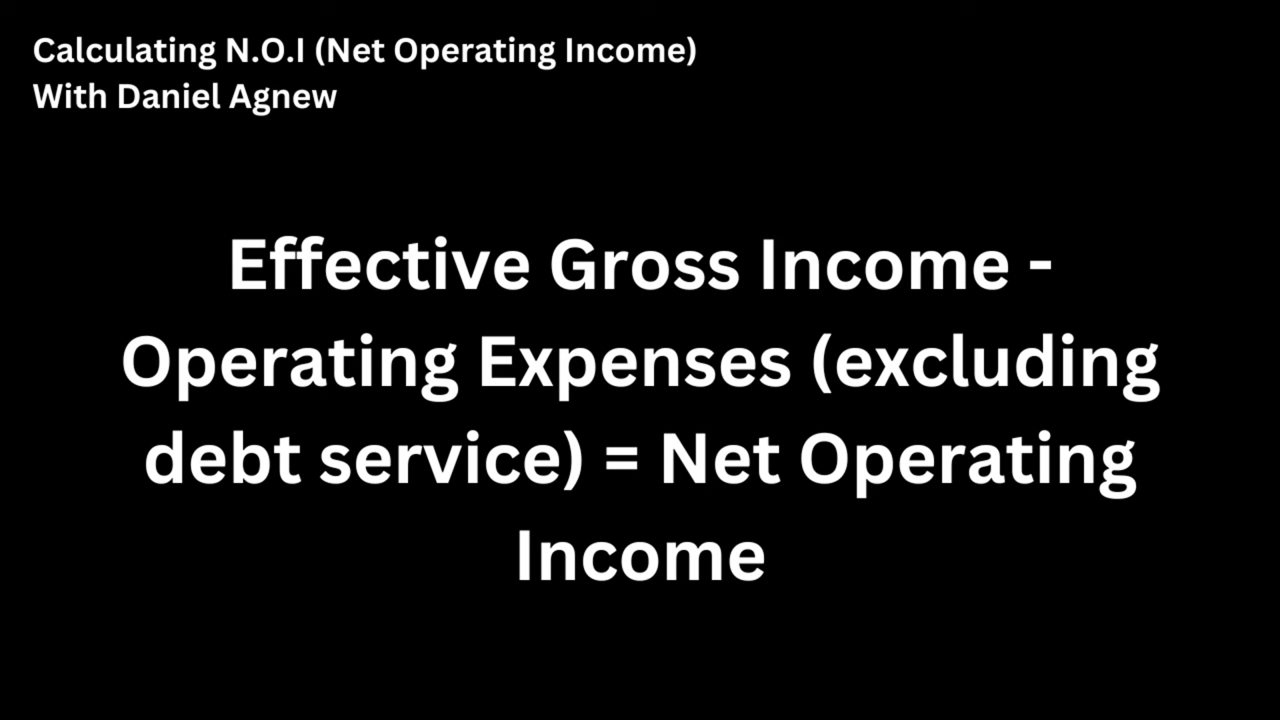 Calculating N.O.I (Net Operating Income)
With Daniel Agnew
Effective Gross Income -
Operating Expenses (excluding
debt service) = Net Operating
Income